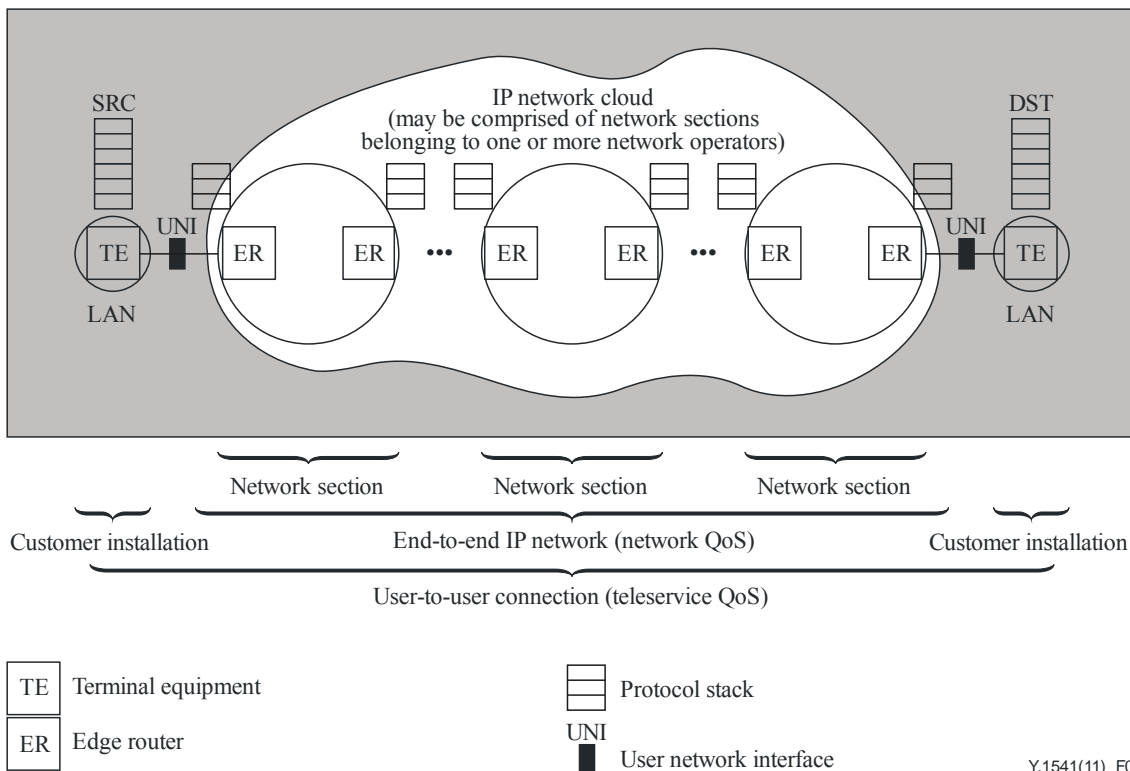 IP network cloud
(may be comprised of network sections
belonging to one or more network operators)
SRC
DST
UNI
UNI
TE
ER
ER
•••
ER
ER
•••
ER
ER
TE
LAN
LAN
Network section
Network section
Network section
Customer installation
End-to-end IP network (network QoS)
Customer installation
User-to-user connection (teleservice QoS)
TE
Terminal equipment
Protocol stack
ER
Edge router
UNI
User network interface